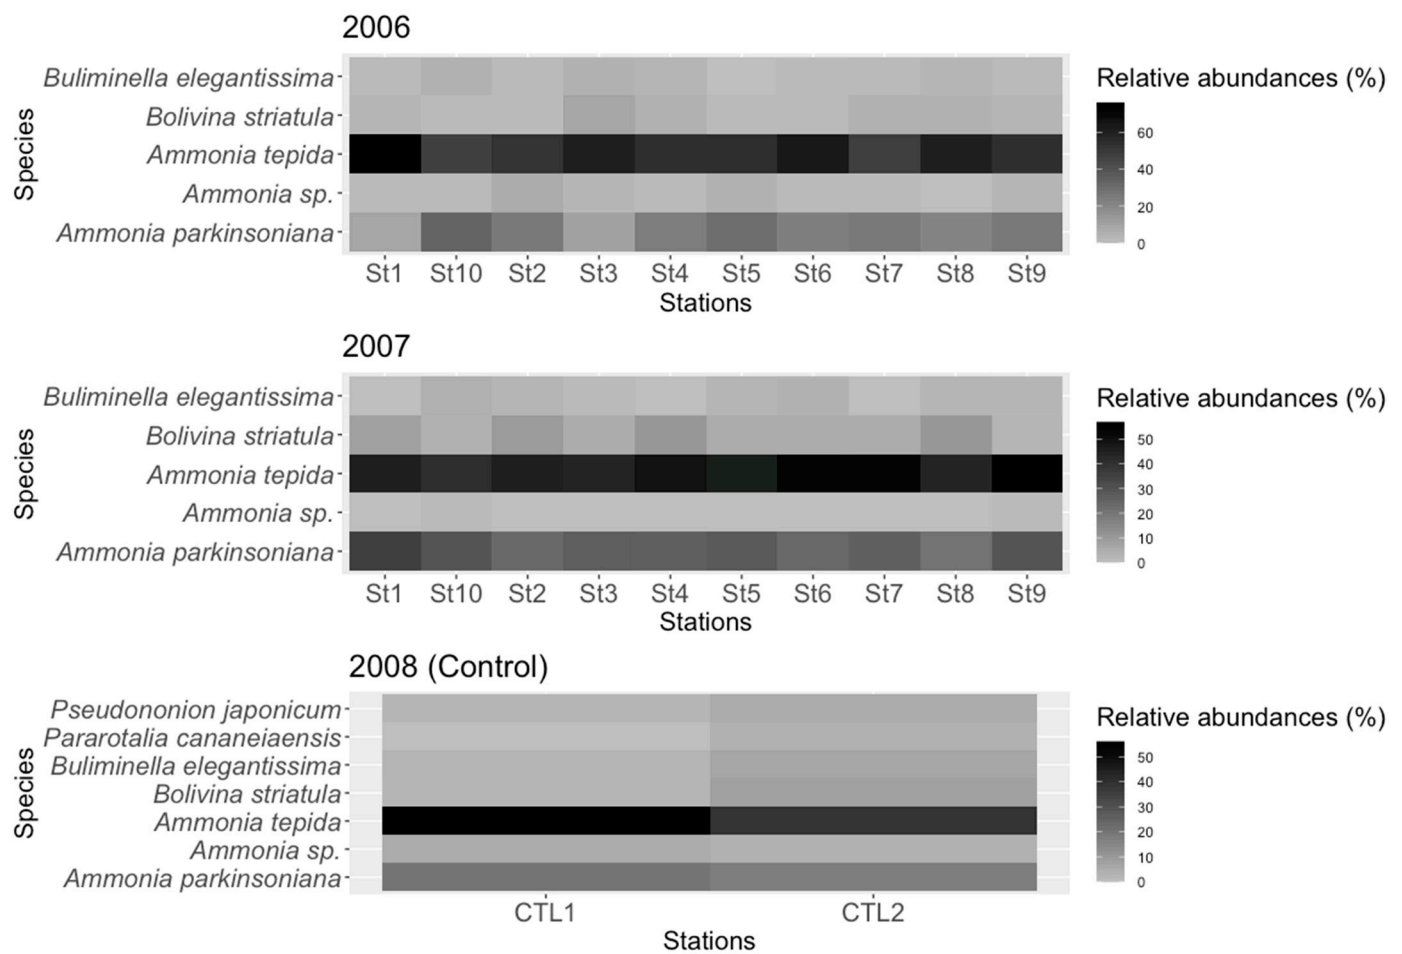 2006
Species
Buliminella elegantissima
Bolivina striatula
Ammonia tepida
Ammonia sp.
Ammonia parkinsoniana
St1 St10 St2 St3 St4 St5 St6 St7 St8 St9
Stations
Relative abundances (%)
60
40
20
0
2007
Species
Buliminella elegantissima
Bolivina striatula
Ammonia tepida
Ammonia sp.
Ammonia parkinsoniana
St1 St10 St2 St3 St4 St5 St6 St7 St8 St9
Stations
Relative abundances (%)
50
40
30
20
10
0
2008 (Control)
Species
Pseudononion japonicum
Pararotalia cananeiaensis
Buliminella elegantissima
Bolivina striatula
Ammonia tepida
Ammonia sp.
Ammonia parkinsoniana
CTL1 CTL2
Stations
Relative abundances (%)
50
40
30
20
10
0